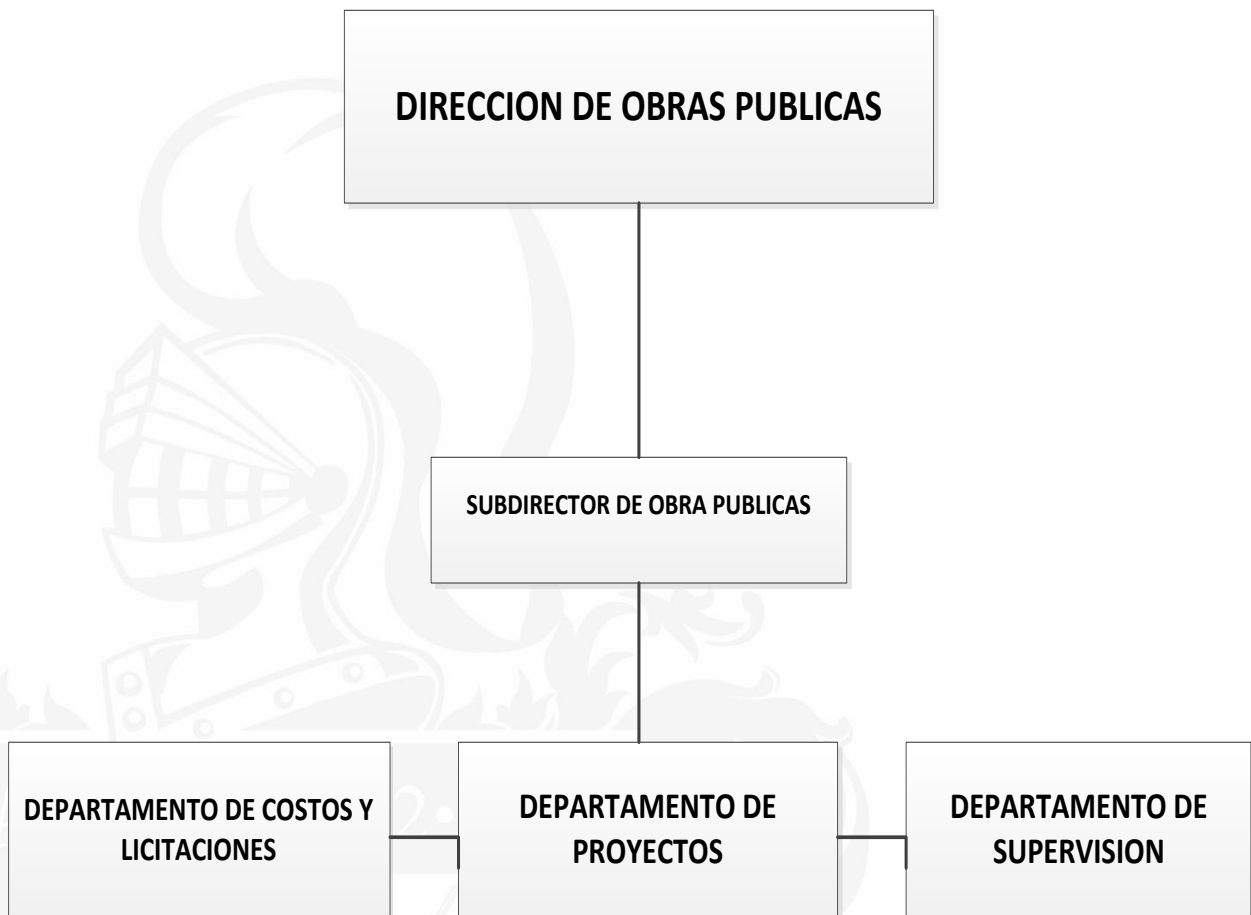 DIRECCION DE OBRAS PUBLICAS
SUBDIRECTOR DE OBRA PUBLICAS
DEPARTAMENTO DE COSTOS Y
LICITACIONES
DEPARTAMENTO DE
PROYECTOS
DEPARTAMENTO DE
SUPERVISION